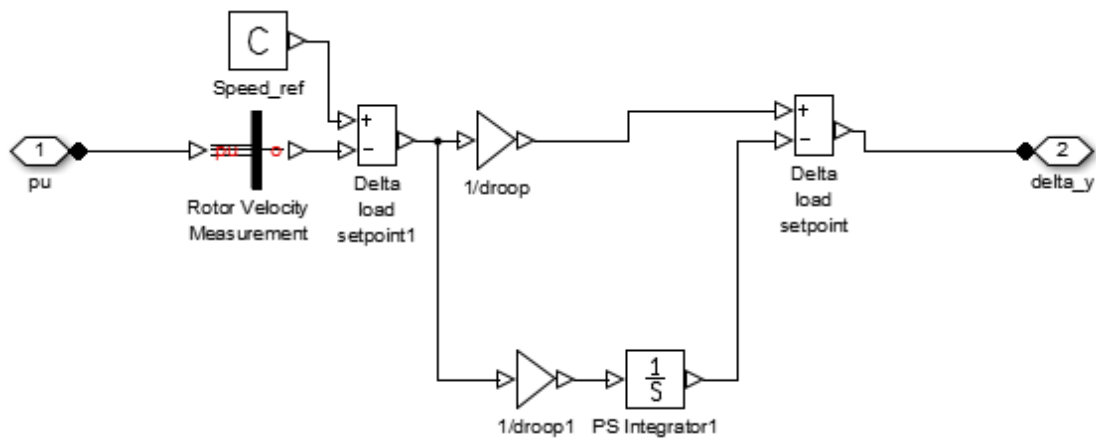 C
Speed_ref
+
−
1
pu
pu
o
Rotor Velocity
Measurement
Delta
load
setpoint1
1/droop
+
−
Delta
load
setpoint
2
delta_y
1/droop1
1
S
PS Integrator1